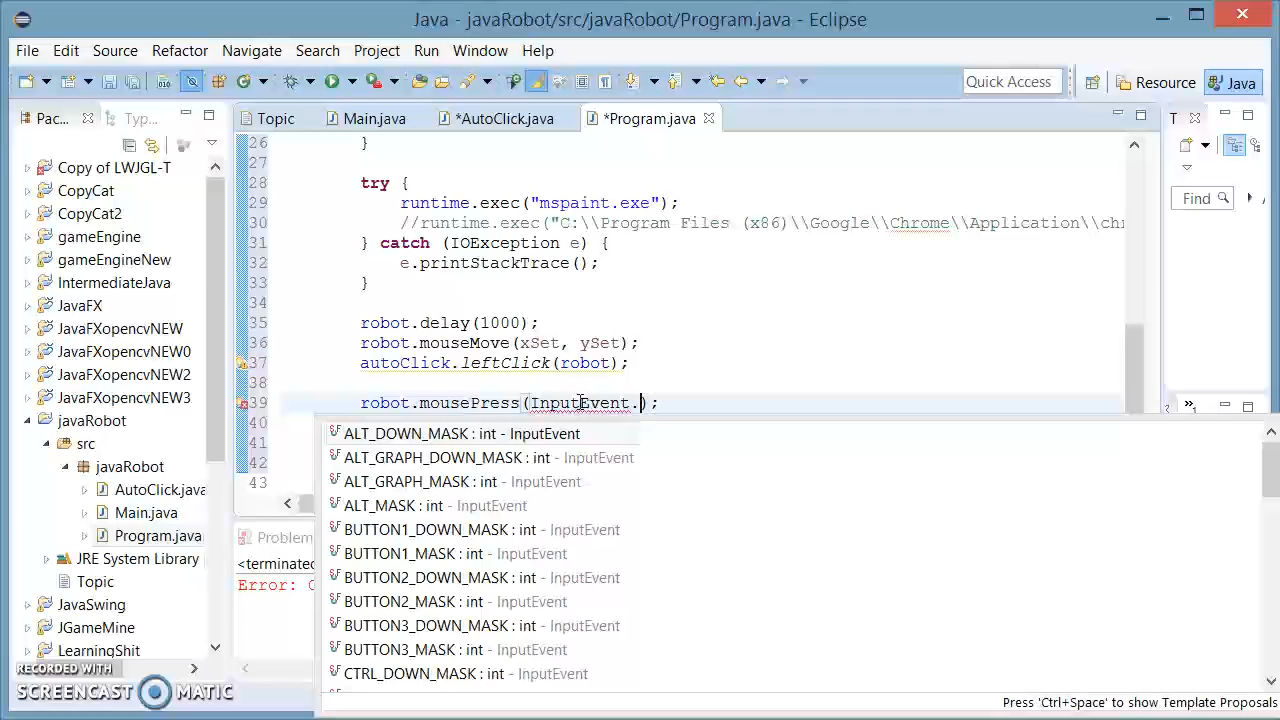 Java - javaRobot/src/javaRobot/Program.java - Eclipse
File Edit Source Refactor Navigate Search Project Run Window Help
Quick Access
Resource
Java
Pac...
Typ...
Topic
Main.java
*AutoClick.java
*Program.java
T
Copy of LWJGL-T
CopyCat
CopyCat2
gameEngine
gameEngineNew
IntermediateJava
JavaFX
JavaFXopencvNEW
JavaFXopencvNEW0
JavaFXopencvNEW2
JavaFXopencvNEW3
javaRobot
src
javaRobot
AutoClick.java
Main.java
Program.java
JRE System Library
Topic
JavaSwing
JGameMine
LearningShit
26 }
27
28 try {
29 runtime.exec("mspaint.exe");
30 //runtime.exec("C:\\Program Files (x86)\\Google\\Chrome\\Application\\chr
31 } catch (IOException e) {
32 e.printStackTrace();
33 }
34
35 robot.delay(1000);
36 robot.mouseMove(xSet, ySet);
37 autoClick.leftClick(robot);
38
39 robot.mousePress(InputEvent.);
40
41
42
43
Find
ALT_DOWN_MASK : int - InputEvent
ALT_GRAPH_DOWN_MASK : int - InputEvent
ALT_GRAPH_MASK : int - InputEvent
ALT_MASK : int - InputEvent
BUTTON1_DOWN_MASK : int - InputEvent
BUTTON1_MASK : int - InputEvent
BUTTON2_DOWN_MASK : int - InputEvent
BUTTON2_MASK : int - InputEvent
BUTTON3_DOWN_MASK : int - InputEvent
BUTTON3_MASK : int - InputEvent
CTRL_DOWN_MASK : int - InputEvent
Press 'Ctrl+Space' to show Template Proposals
Problem
<terminated
Error:
RECORDED WITH
SCREENCAST MATIC